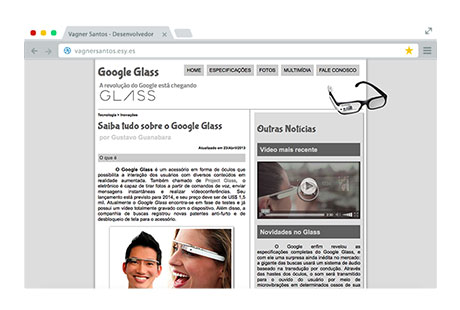 Vagner Santos - Desenvolvedor
vagnersantos.esy.es
Google Glass
HOME
ESPECIFICAÇÕES
FOTOS
MULTIMÍDIA
FALE CONOSCO
A revolução do Google está chegando
GLASS
Tecnologia > Inovações
Saiba tudo sobre o Google Glass
por Gustavo Guanabara
Atualizado em 23/Abril/2013
O que é
O Google Glass é um acessório em forma de óculos que
possibilita a interação dos usuários com diversos conteúdos em
realidade aumentada. Também chamado de Project Glass, o
eletrônico é capaz de tirar fotos a partir de comandos de voz, enviar
mensagens instantâneas e realizar vídeoconferências. Seu
lançamento está previsto para 2014, e seu preço deve ser de US$ 1,5
mil. Atualmente o Google Glass encontra-se em fase de testes e já
possui um vídeo totalmente gravado com o dispositivo. Além disso, a
companhia de buscas registrou novas patentes anti-furto e de
desbloqueio de tela para o acessório.
Outras Notícias
Vídeo mais recente
Novidades no Glass
O Google enfim revelou as
especificações completas do Google Glass, e
com ele uma surpresa ainda inédita no mercado:
a gigante das buscas usará um sistema de áudio
baseado na transdução por condução. Através
das hastes dos óculos, o som será transmitido
para o ouvido do usuário por meio de
microvibrações em determinados ossos de sua